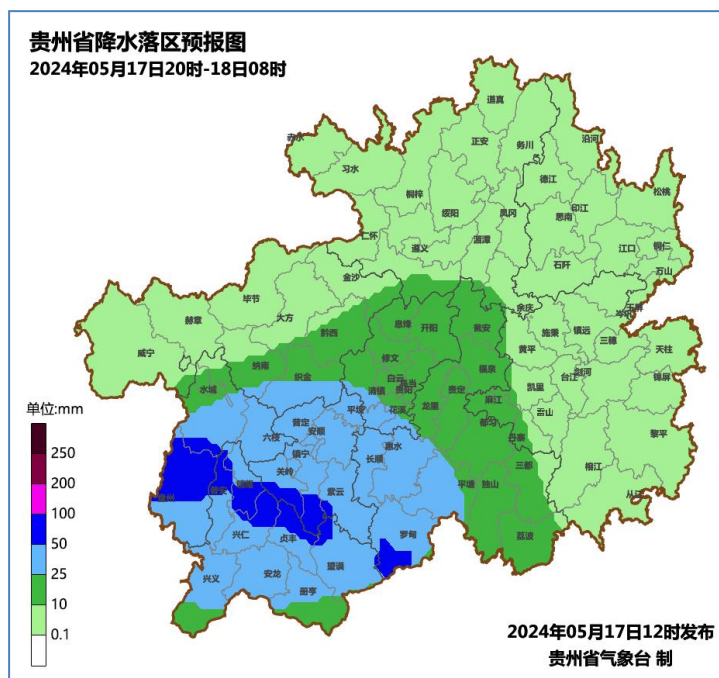 贵州省降水落区预报图
2024年05月17日20时-18日08时
道真
赤水
正安
务川
沿河
习水
桐梓
德江
松桃
绥阳
凤冈
印江
思南
仁怀
遵义
湄潭
江口
铜仁
石阡
万山
金沙
毕节
大方
余庆
玉屏
赫章
黔西
息烽
开阳
瓮安
施秉
镇远
三穗
天柱
威宁
黄平
修文
纳雍
织金
福泉
台江
剑河
锦屏
水城
白云
贵阳
清镇
贵定
麻江
凯里
单位:mm
花溪
龙里
普定
平坝
都匀
雷山
黎平
六枝
安顺
惠水
丹寨
250
镇宁
长顺
三都
榕江
200
关岭
紫云
平塘
独山
从江
100
兴仁
贞丰
罗甸
荔波
50
兴义
安龙
望谟
25
册亨
10
0.1
2024年05月17日12时发布
贵州省气象台 制